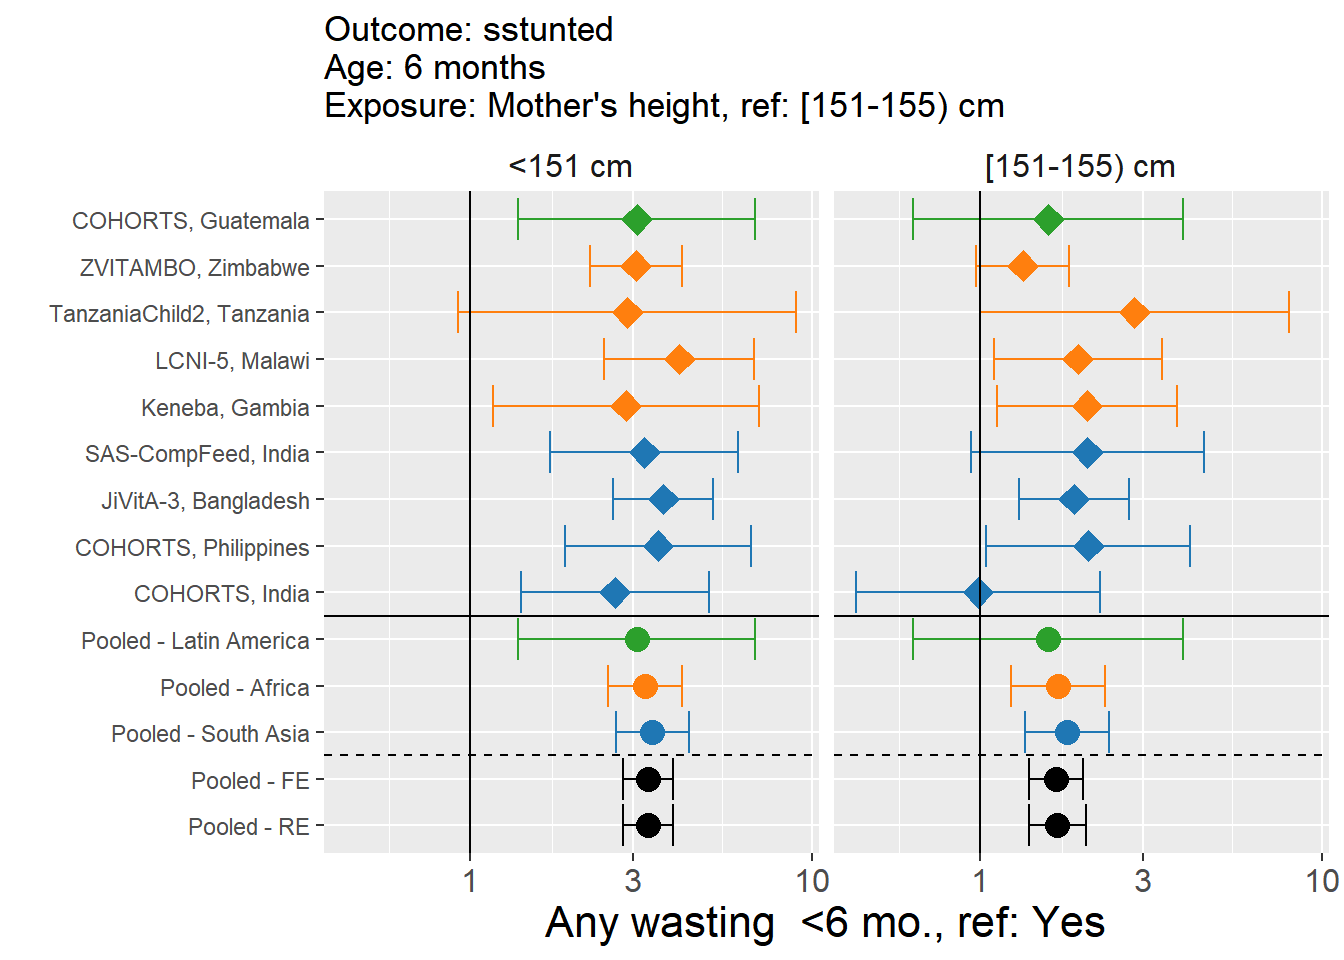 Outcome: sstunted
Age: 6 months
Exposure: Mother's height, ref: [151-155) cm
<151 cm
[151-155) cm
COHORTS, Guatemala
ZVITAMBO, Zimbabwe
TanzaniaChild2, Tanzania
LCNI-5, Malawi
Keneba, Gambia
SAS-CompFeed, India
JiVitA-3, Bangladesh
COHORTS, Philippines
COHORTS, India
Pooled - Latin America
Pooled - Africa
Pooled - South Asia
Pooled - FE
Pooled - RE
1 3 10
1 3 10
Any wasting  <6 mo., ref: Yes